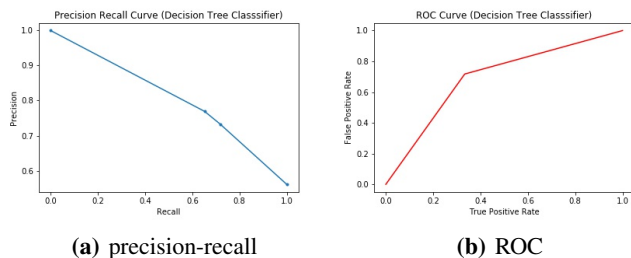 Precision Recall Curve (Decision Tree Classsifier)
1.0
0.9
0.8
0.7
0.6
Precision
0.0 0.2 0.4 0.6 0.8 1.0
Recall
(a) precision-recall
ROC Curve (Decision Tree Classsifier)
1.0
0.8
0.6
0.4
0.2
0.0
False Positive Rate
0.0 0.2 0.4 0.6 0.8 1.0
True Positive Rate
(b) ROC